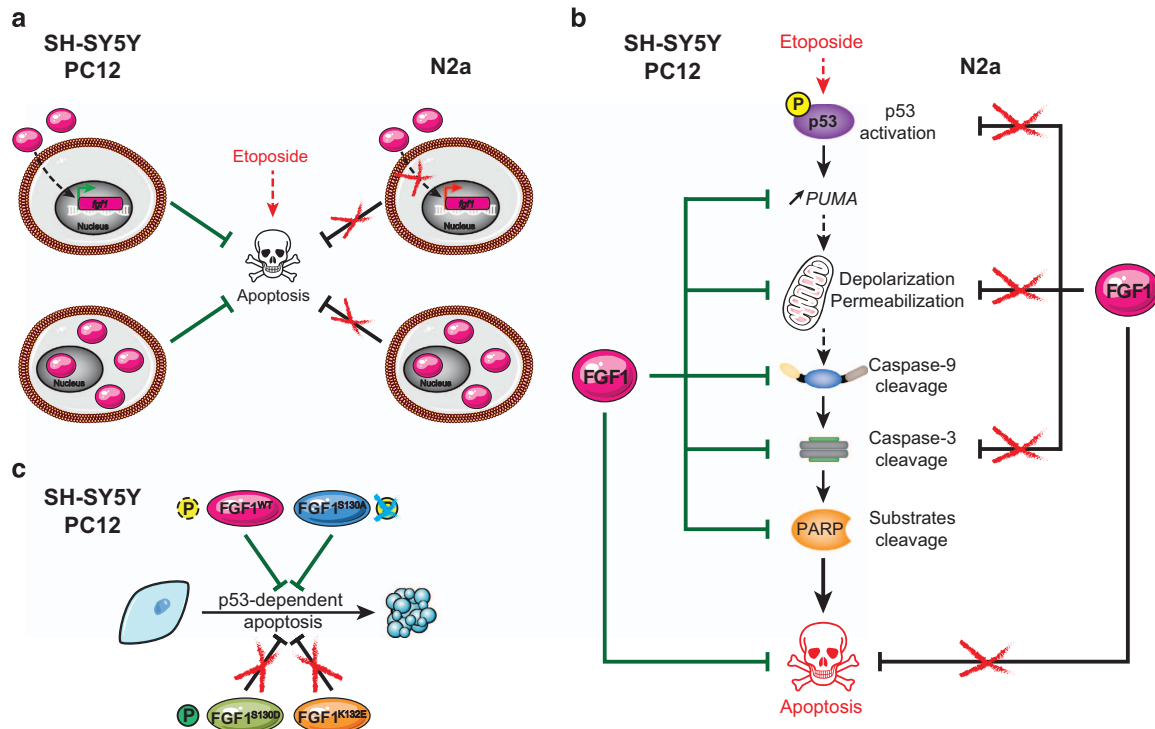 a
SH-SY5Y
PC12
N2a
Etoposide
fgf1
Nucleus
fgf1
Nucleus
Apoptosis
Nucleus
Nucleus
b
SH-SY5Y
PC12
Etoposide
N2a
P
p53
p53
activation
PUMA
Depolarization
Permeabilization
FGF1
FGF1
Caspase-9
cleavage
Caspase-3
cleavage
PARP
Substrates
cleavage
Apoptosis
c
SH-SY5Y
PC12
P
FGF1WT
FGF1S130A
P
p53-dependent
apoptosis
P
FGF1S130D
FGF1K132E